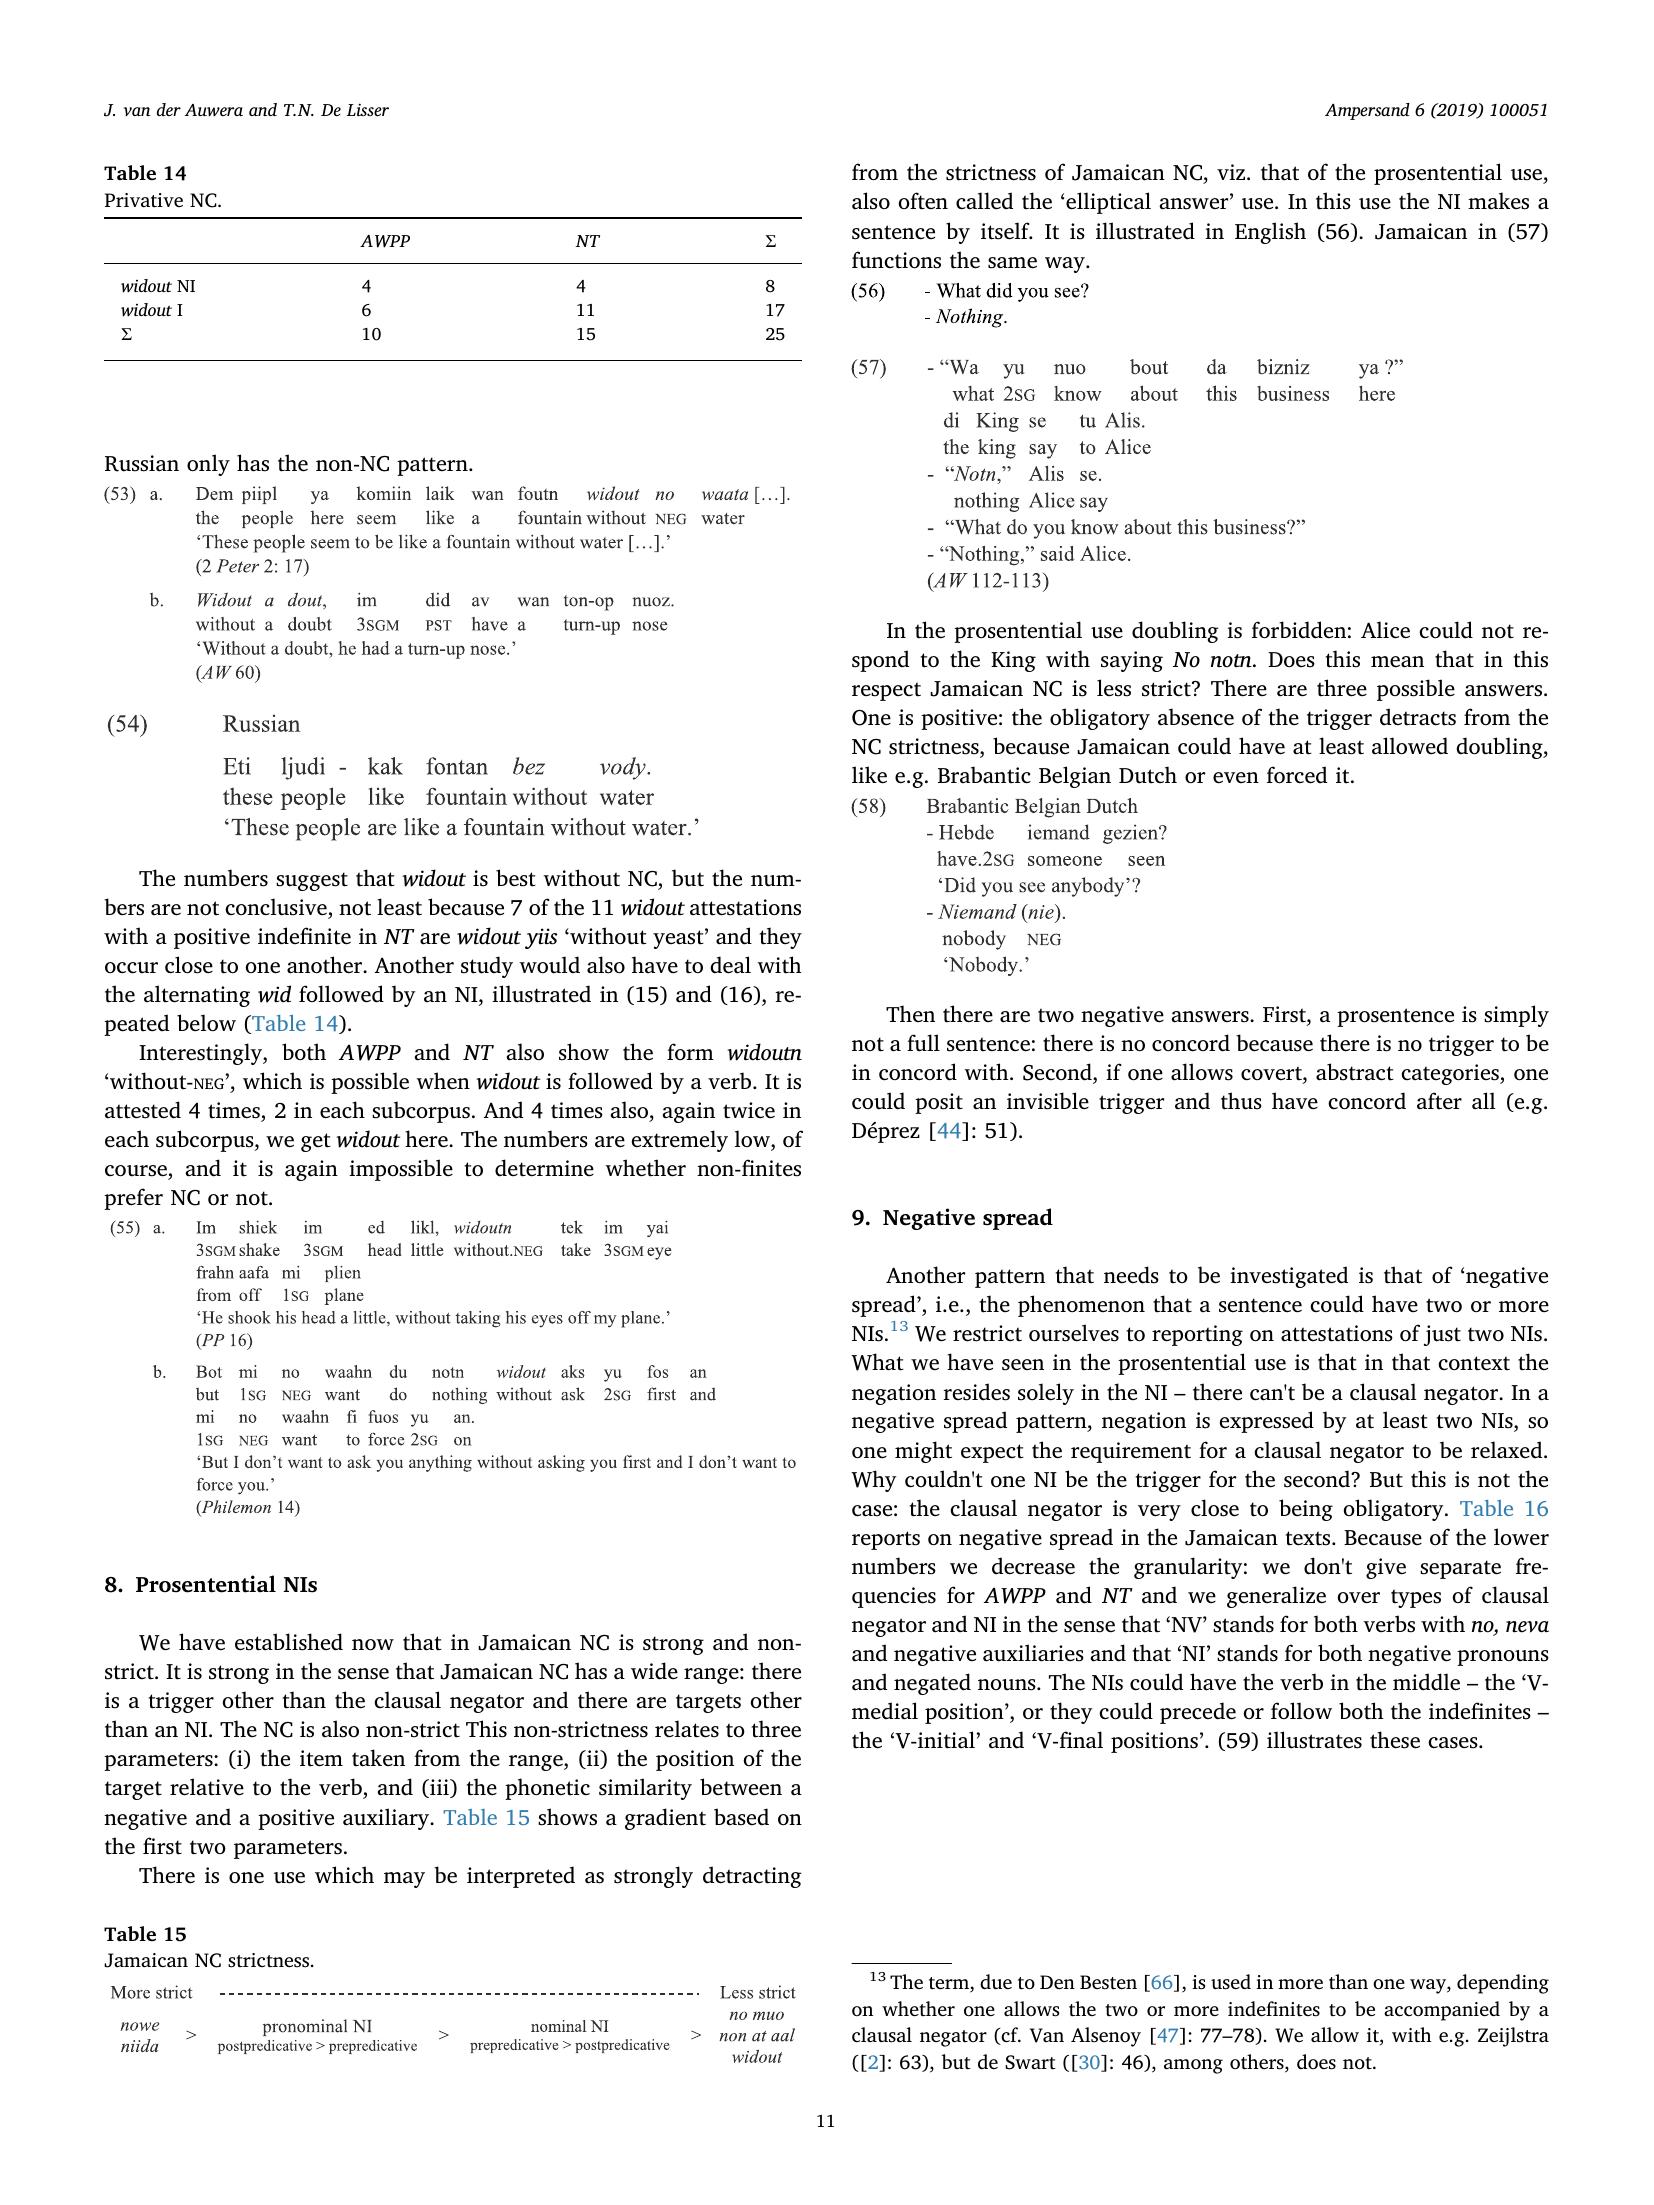 J. van der Auwera and T.N. De Lisser
Ampersand 6 (2019) 100051
Table 14
Privative NC.
AWPP NT Σ
widout NI 4 4 8
widout I 6 11 17
Σ 10 15 25
Russian only has the non-NC pattern.
(53) a. Dem piipl ya komiin laik wan foutn widout no waata […].
the people here seem like a fountain without NEG water
‘These people seem to be like a fountain without water […].’
(2 Peter 2: 17)
b. Widout a dout, im did av wan ton-op nuoz.
without a doubt 3SGM PST have a turn-up nose
‘Without a doubt, he had a turn-up nose.’
(AW 60)
(54) Russian
Eti ljudi - kak fontan bez vody.
these people like fountain without water
‘These people are like a fountain without water.’
The numbers suggest that widout is best without NC, but the num-
bers are not conclusive, not least because 7 of the 11 widout attestations
with a positive indefinite in NT are widout yiis ‘without yeast’ and they
occur close to one another. Another study would also have to deal with
the alternating wid followed by an NI, illustrated in (15) and (16), re-
peated below (Table 14).
Interestingly, both AWPP and NT also show the form widoutn
‘without-NEG’, which is possible when widout is followed by a verb. It is
attested 4 times, 2 in each subcorpus. And 4 times also, again twice in
each subcorpus, we get widout here. The numbers are extremely low, of
course, and it is again impossible to determine whether non-finites
prefer NC or not.
(55) a. Im shiek im ed likl, widoutn tek im yai
3SGM shake 3SGM head little without.NEG take 3SGM eye
frahn aafa mi plien
from off 1SG plane
‘He shook his head a little, without taking his eyes off my plane.’
(PP 16)
b. Bot mi no waahn du notn widout aks yu fos an
but 1SG NEG want do nothing without ask 2SG first and
mi no waahn fi fuos yu an.
1SG NEG want to force 2SG on
‘But I don’t want to ask you anything without asking you first and I don’t want to
force you.’
(Philemon 14)
8. Prosentential NIs
We have established now that in Jamaican NC is strong and non-
strict. It is strong in the sense that Jamaican NC has a wide range: there
is a trigger other than the clausal negator and there are targets other
than an NI. The NC is also non-strict This non-strictness relates to three
parameters: (i) the item taken from the range, (ii) the position of the
target relative to the verb, and (iii) the phonetic similarity between a
negative and a positive auxiliary. Table 15 shows a gradient based on
the first two parameters.
There is one use which may be interpreted as strongly detracting
Table 15
Jamaican NC strictness.
More strict ---------------------------------------- Less strict
nowe niida > pronominal NI postpredicative > prepredicative > nominal NI prepredicative > postpredicative > no muo non at aal widout
from the strictness of Jamaican NC, viz. that of the prosentential use,
also often called the ‘elliptical answer’ use. In this use the NI makes a
sentence by itself. It is illustrated in English (56). Jamaican in (57)
functions the same way.
(56) - What did you see?
- Nothing.
(57) - “Wa yu nuo bout da bizniz ya ?”
what 2SG know about this business here
di King se tu Alis.
the king say to Alice
- “Notn,” Alis se.
nothing Alice say
- “What do you know about this business?”
- “Nothing,” said Alice.
(AW 112-113)
In the prosentential use doubling is forbidden: Alice could not re-
spond to the King with saying No notn. Does this mean that in this
respect Jamaican NC is less strict? There are three possible answers.
One is positive: the obligatory absence of the trigger detracts from the
NC strictness, because Jamaican could have at least allowed doubling,
like e.g. Brabantic Belgian Dutch or even forced it.
(58) Brabantic Belgian Dutch
- Hebde iemand gezien?
have.2SG someone seen
‘Did you see anybody’?
- Niemand (nie).
nobody NEG
‘Nobody.’
Then there are two negative answers. First, a prosentence is simply
not a full sentence: there is no concord because there is no trigger to be
in concord with. Second, if one allows covert, abstract categories, one
could posit an invisible trigger and thus have concord after all (e.g.
Déprez [44]: 51).
9. Negative spread
Another pattern that needs to be investigated is that of ‘negative
spread’, i.e., the phenomenon that a sentence could have two or more
NIs.13 We restrict ourselves to reporting on attestations of just two NIs.
What we have seen in the prosentential use is that in that context the
negation resides solely in the NI – there can't be a clausal negator. In a
negative spread pattern, negation is expressed by at least two NIs, so
one might expect the requirement for a clausal negator to be relaxed.
Why couldn't one NI be the trigger for the second? But this is not the
case: the clausal negator is very close to being obligatory. Table 16
reports on negative spread in the Jamaican texts. Because of the lower
numbers we decrease the granularity: we don't give separate fre-
quencies for AWPP and NT and we generalize over types of clausal
negator and NI in the sense that ‘NV’ stands for both verbs with no, neva
and negative auxiliaries and that ‘NI’ stands for both negative pronouns
and negated nouns. The NIs could have the verb in the middle – the ‘V-
medial position’, or they could precede or follow both the indefinites –
the ‘V-initial’ and ‘V-final positions’. (59) illustrates these cases.
13 The term, due to Den Besten [66], is used in more than one way, depending
on whether one allows the two or more indefinites to be accompanied by a
clausal negator (cf. Van Alsenoy [47]: 77–78). We allow it, with e.g. Zeijlstra
([2]: 63), but de Swart ([30]: 46), among others, does not.
11